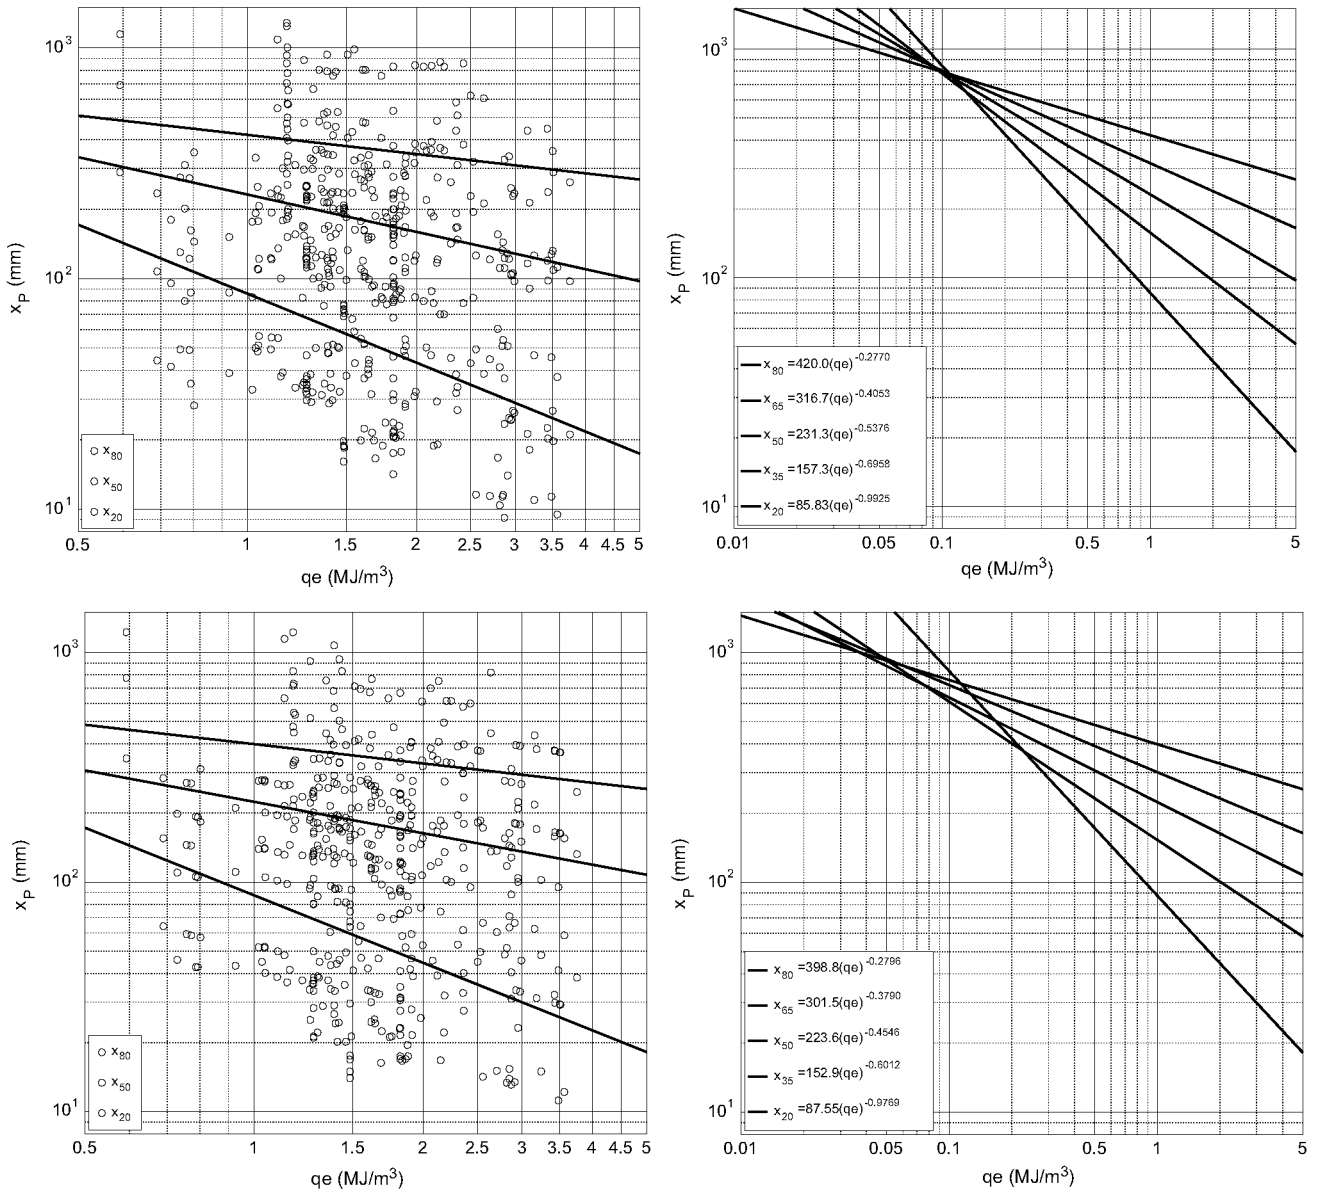 10³
10²
10¹
x_P (mm)
x₈₀
x₅₀
x₂₀
0.5 1 1.5 2 2.5 3 3.5 4 4.5 5
qe (MJ/m³)
10³
10²
10¹
x_P (mm)
x₈₀ =420.0(qe)^-0.2770
x₆₅ =316.7(qe)^-0.4053
x₅₀ =231.3(qe)^-0.5376
x₃₅ =157.3(qe)^-0.6958
x₂₀ =85.83(qe)^-0.9925
0.01 0.05 0.1 0.5 1 5
qe (MJ/m³)
10³
10²
10¹
x_P (mm)
x₈₀
x₅₀
x₂₀
0.5 1 1.5 2 2.5 3 3.5 4 4.5 5
qe (MJ/m³)
10³
10²
10¹
x_P (mm)
x₈₀ =398.8(qe)^-0.2796
x₆₅ =301.5(qe)^-0.3790
x₅₀ =223.6(qe)^-0.4546
x₃₅ =152.9(qe)^-0.6012
x₂₀ =87.55(qe)^-0.9769
0.01 0.05 0.1 0.5 1 5
qe (MJ/m³)